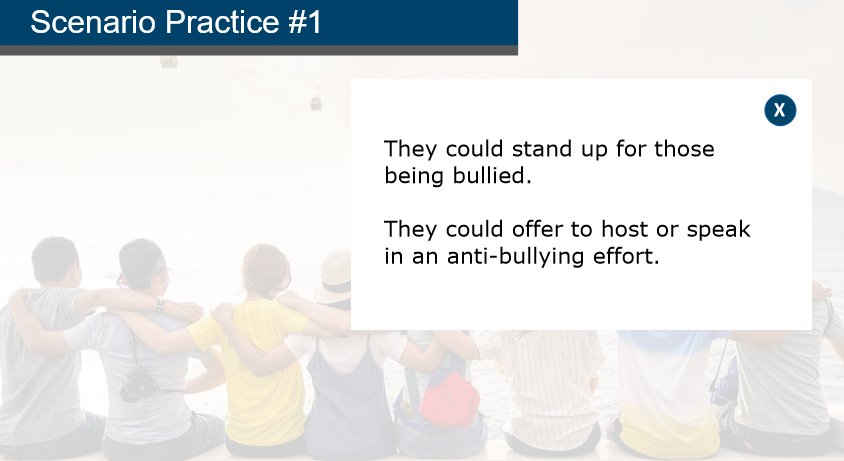 Scenario Practice #1
X
They could stand up for those
being bullied.
They could offer to host or speak
in an anti-bullying effort.